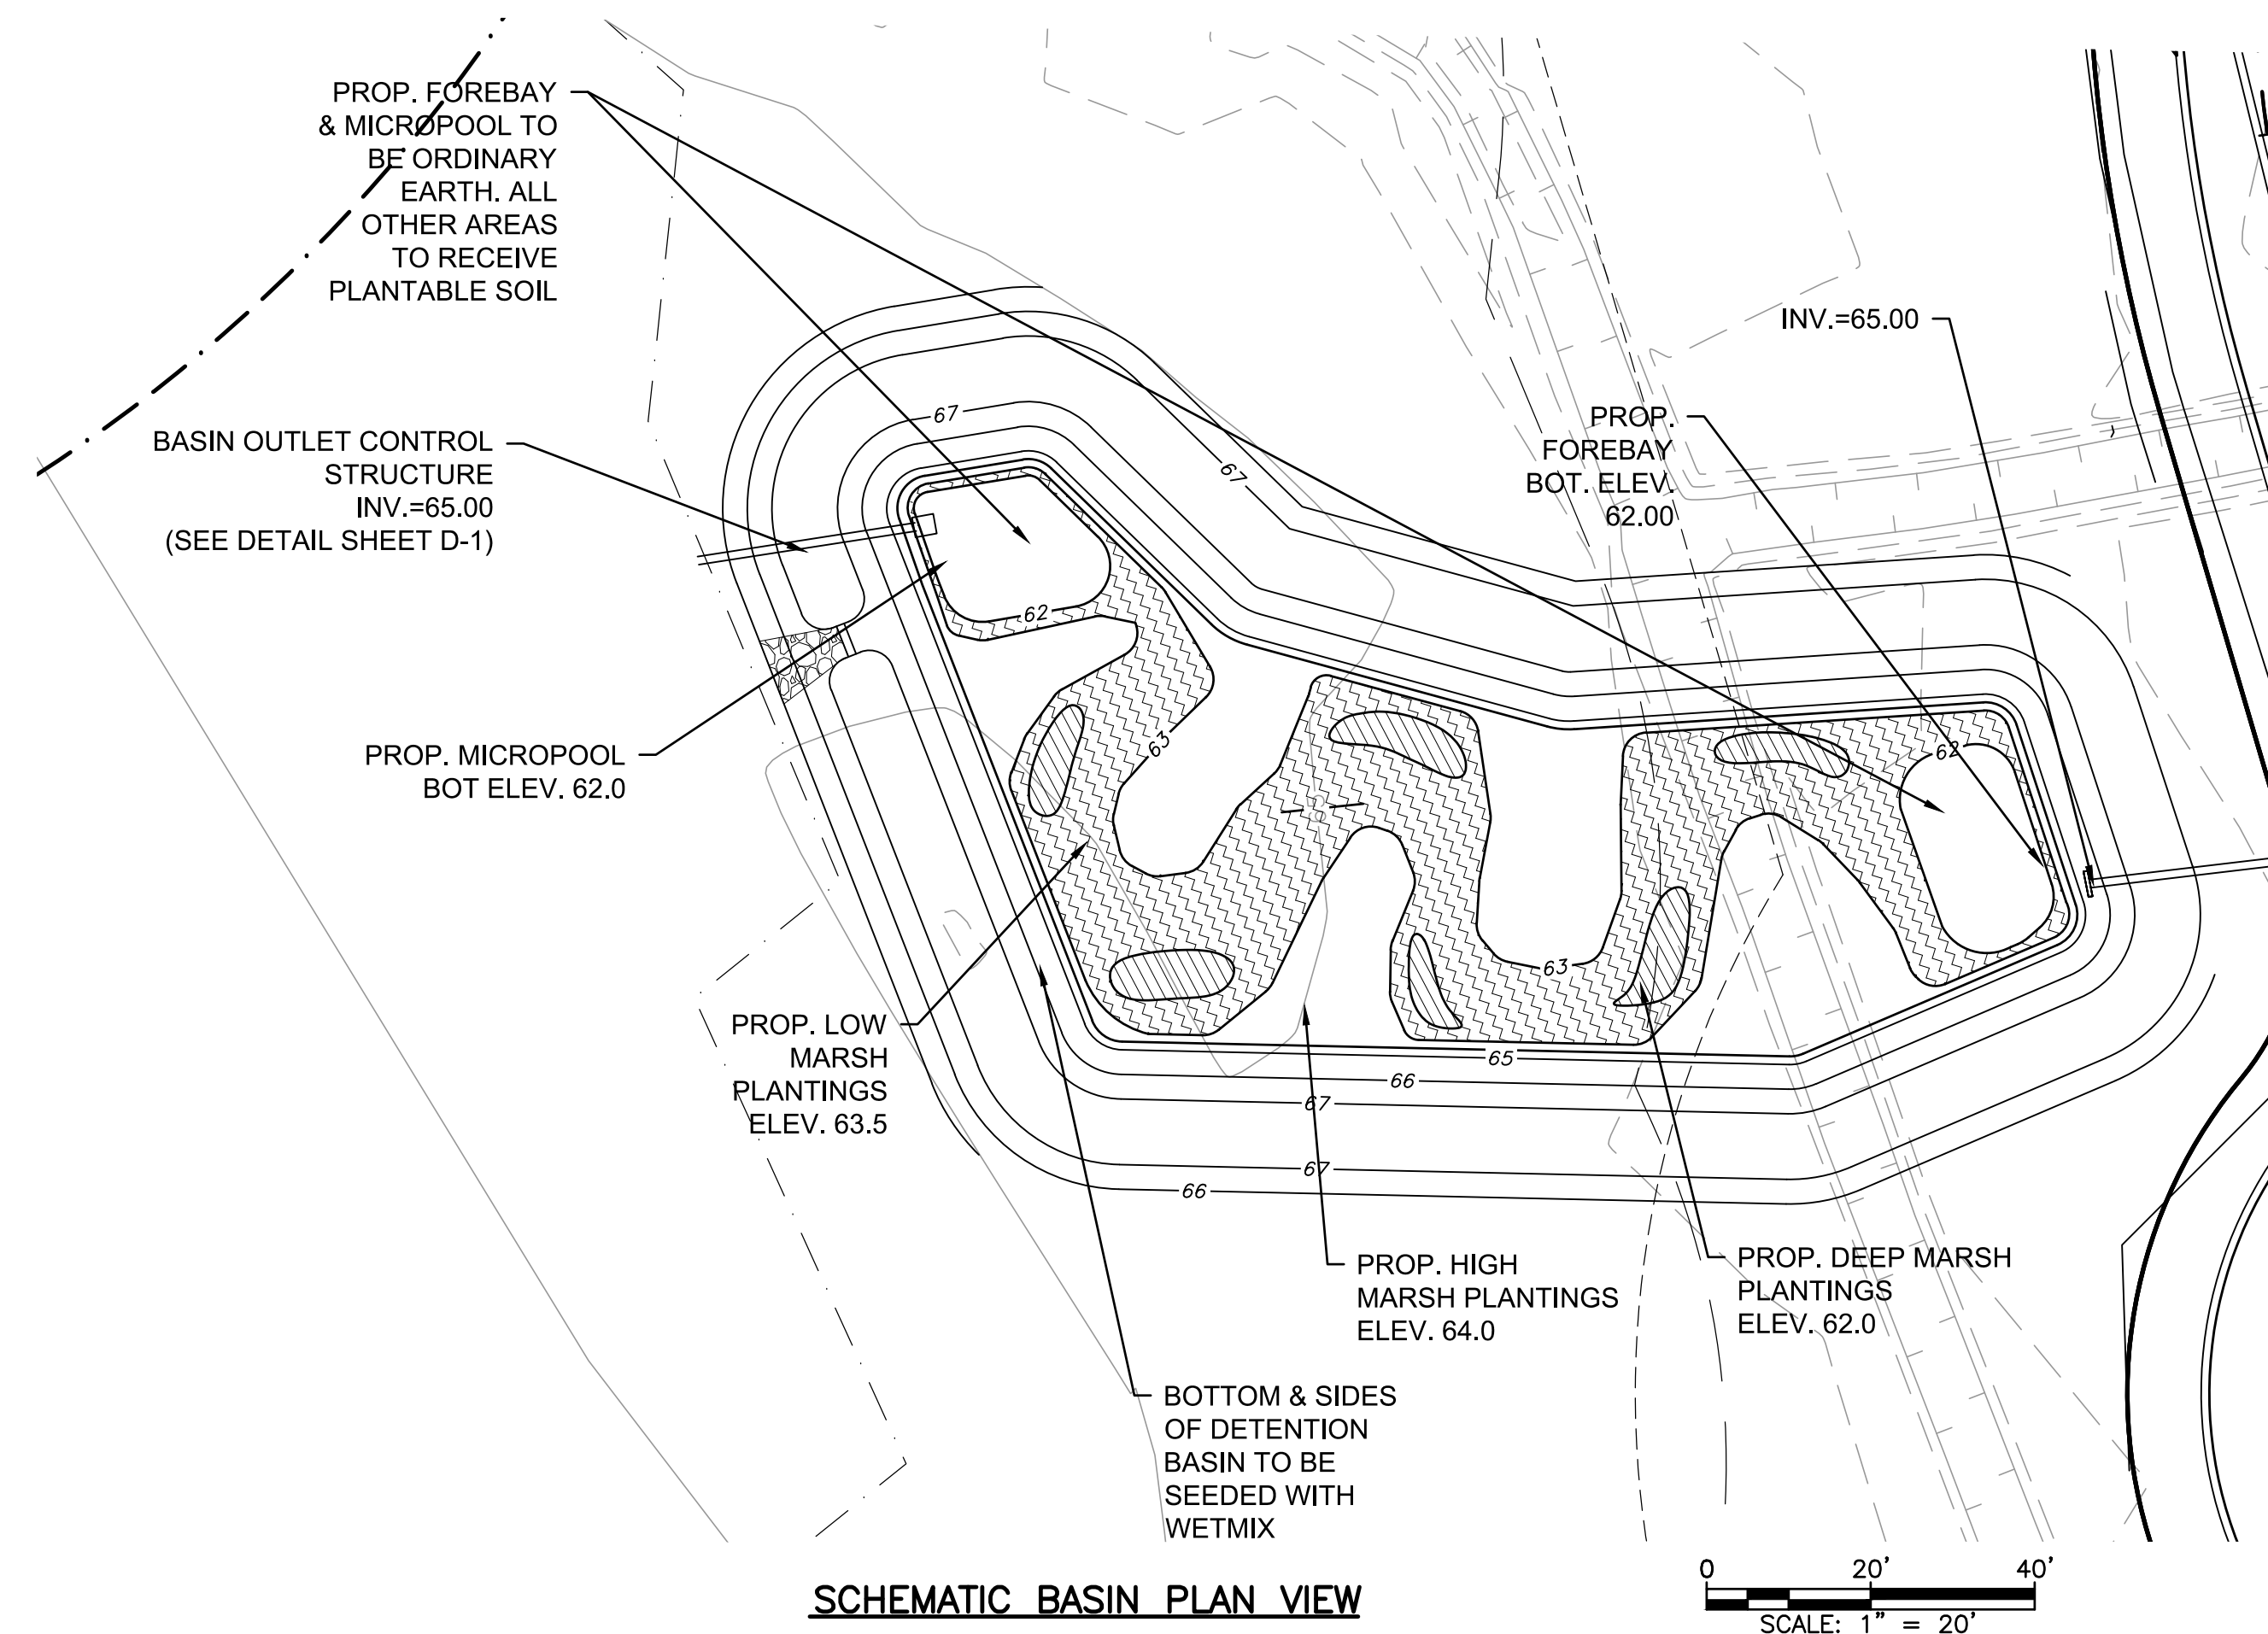 PROP. FOREBAY
& MICROPOOL TO
BE ORDINARY
EARTH. ALL
OTHER AREAS
TO RECEIVE
PLANTABLE SOIL
INV.=65.00
BASIN OUTLET CONTROL
STRUCTURE
INV.=65.00
(SEE DETAIL SHEET D-1)
PROP.
FOREBAY
BOT. ELEV.
62.00
67
67
62
PROP. MICROPOOL
BOT ELEV. 62.0
63
62
65
63
PROP. LOW
MARSH
PLANTINGS
ELEV. 63.5
65
66
67
67
66
PROP. HIGH
MARSH PLANTINGS
ELEV. 64.0
PROP. DEEP MARSH
PLANTINGS
ELEV. 62.0
BOTTOM & SIDES
OF DETENTION
BASIN TO BE
SEEDED WITH
WETMIX
SCHEMATIC BASIN PLAN VIEW
0 20' 40'
SCALE: 1" = 20'